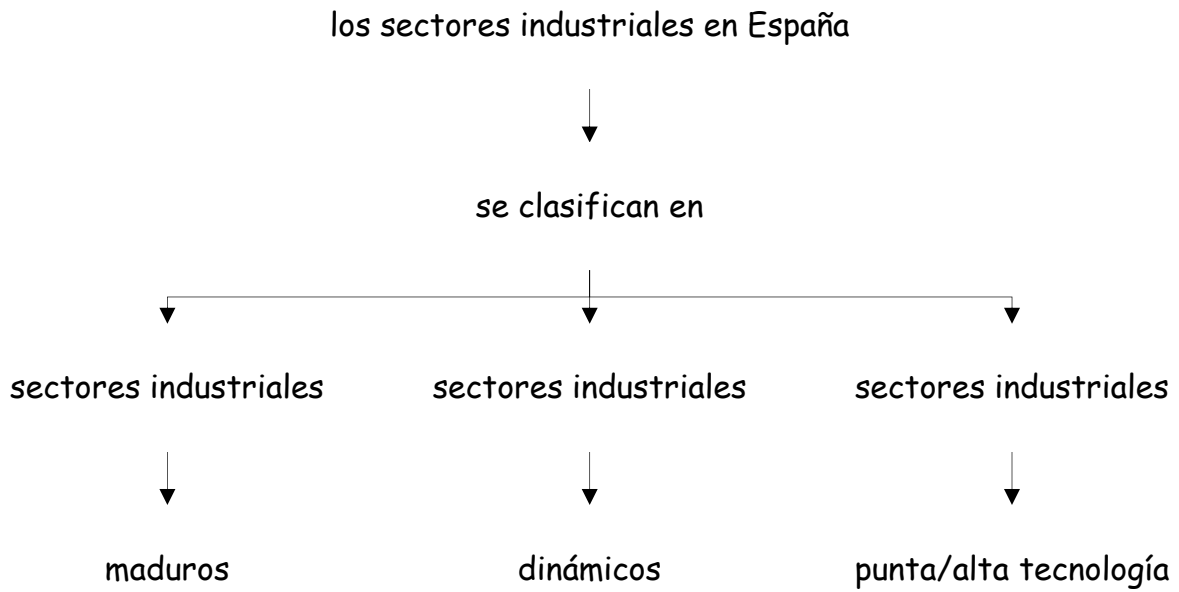 los sectores industriales en España
se clasifican en
sectores industriales
sectores industriales
sectores industriales
maduros
dinámicos
punta/alta tecnología